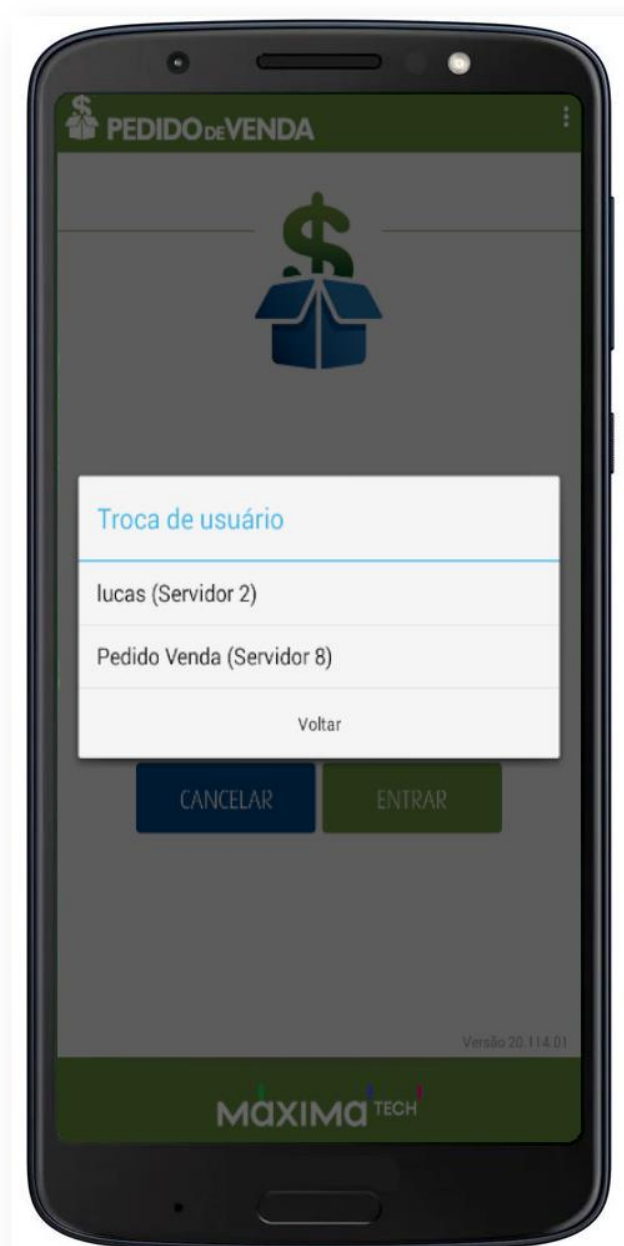 PEDIDO DE VENDA
Troca de usuário
lucas (Servidor 2)
Pedido Venda (Servidor 8)
Voltar
CANCELAR
ENTRAR
Versão 20.114.01
MáXIMA TECH